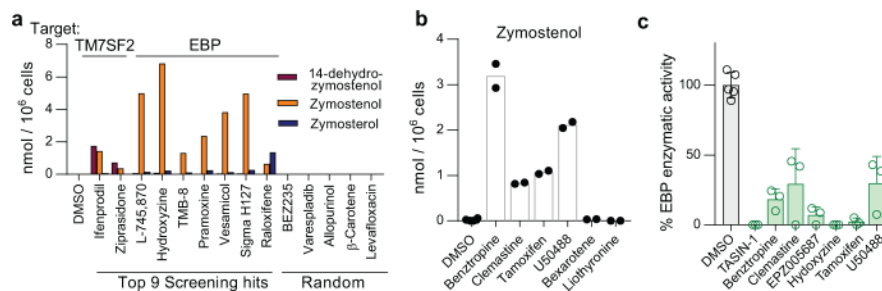 a
Target:
TM7SF2
EBP
14-dehydro-
zymostenol
Zymostenol
Zymosterol
nmol / 10⁶ cells
8
6
4
2
0
DMSO
Ifenprodil
Ziprasidone
L-745,870
Hydroxyzine
TMB-8
Pramoxine
Vesamicol
Sigma H127
Raloxifene
BEZ235
Varespladib
Allopurinol
β-Carotene
Levafloxacin
Top 9 Screening hits
Random
b
Zymostenol
nmol / 10⁶ cells
4
3
2
1
0
DMSO
Benztropine
Clemastine
Tamoxifen
U50488
Bexarotene
Liothyronine
c
% EBP enzymatic activity
100
50
0
DMSO
TASIN-1
Benztropine
Clemastine
EPZ005687
Hydoxyzine
Tamoxifen
U50488